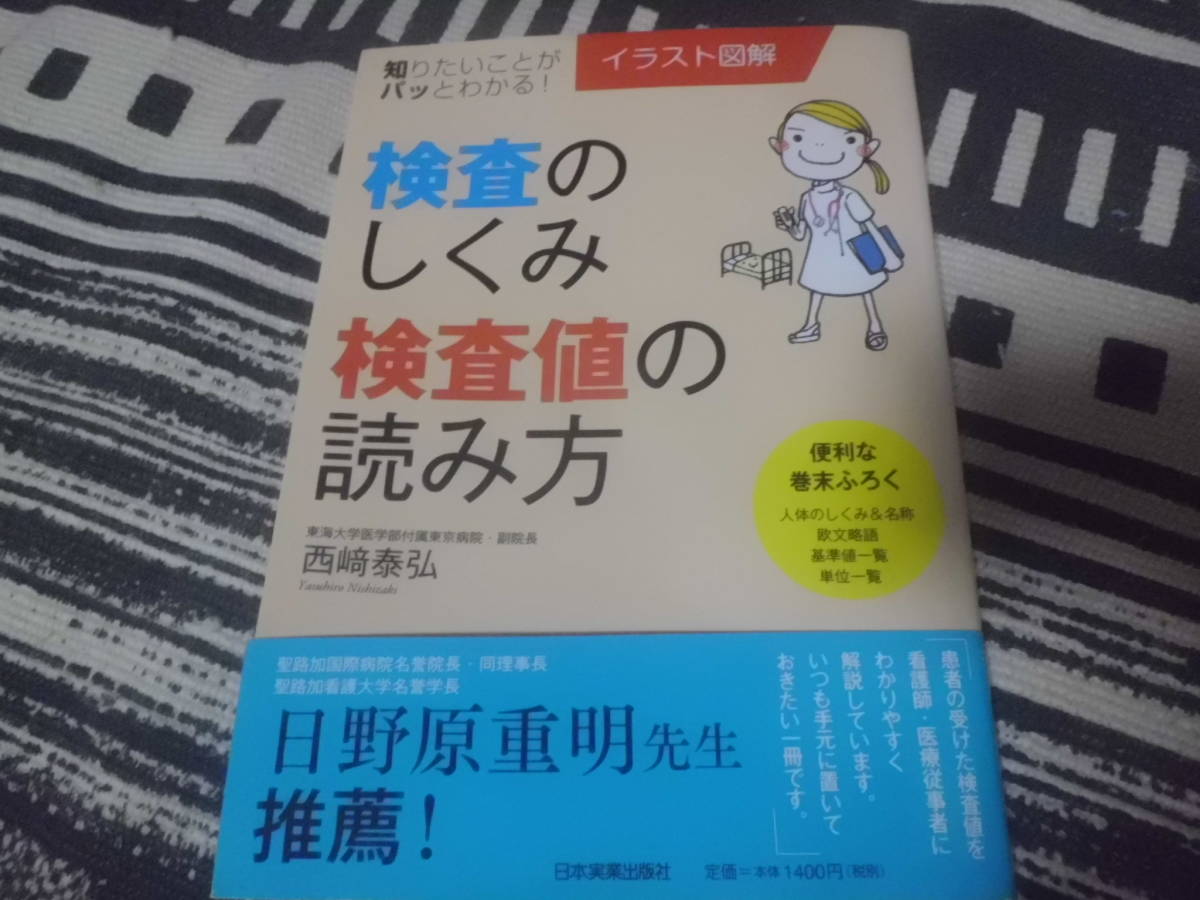 知りたいことが
パッとわかる!
イラスト図解
検査の
しくみ
検査値の
読み方
東海大学医学部付属東京病院・副院長
西﨑泰弘
Yasuhiro Nishizaki
便利な
巻末ふろく
人体のしくみ&名称
欧文略語
基準値一覧
単位一覧
聖路加国際病院名誉院長・同理事長
聖路加看護大学名誉学長
日野原重明先生
推薦!
「患者の受けた検査値を
看護師・医療従事者に
わかりやすく
解説しています。
いつも手元に置いて
おきたい一冊です。」
日本実業出版社
定価=本体1400円(税別)